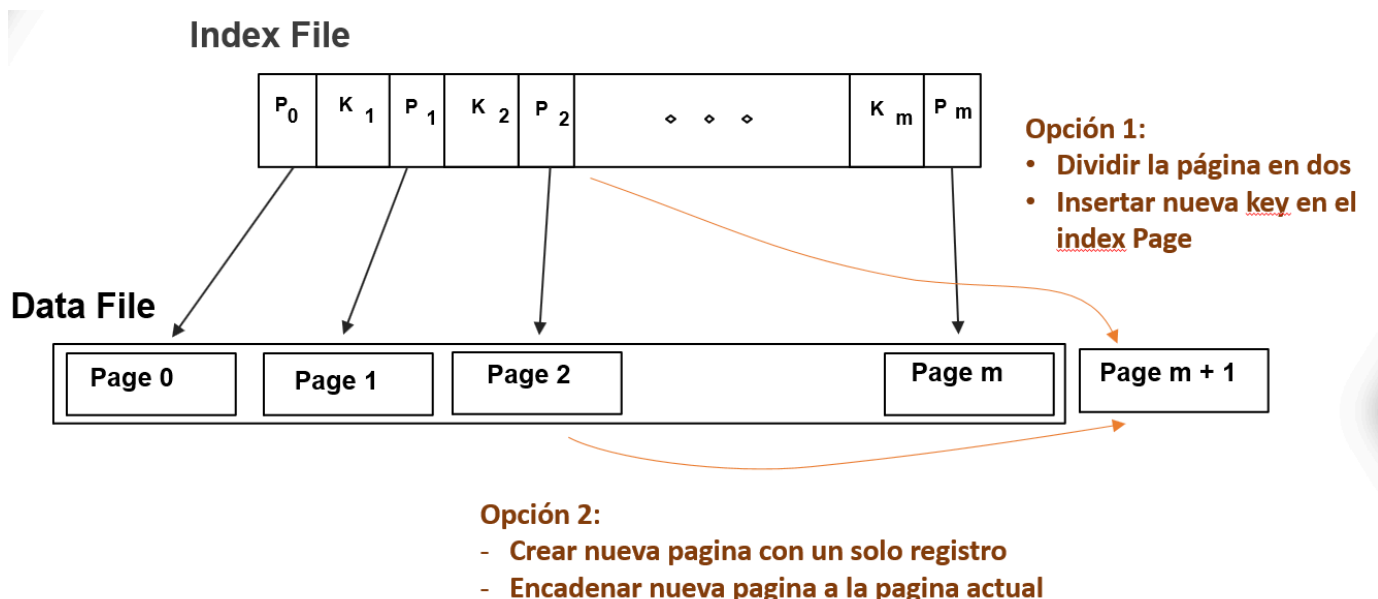 Index File
P0 K 1 P 1 K 2 P 2 K m P m
Opción 1:
• Dividir la página en dos
• Insertar nueva key en el
index Page
Data File
Page 0 Page 1 Page 2 Page m Page m + 1
Opción 2:
- Crear nueva pagina con un solo registro
- Encadenar nueva pagina a la pagina actual